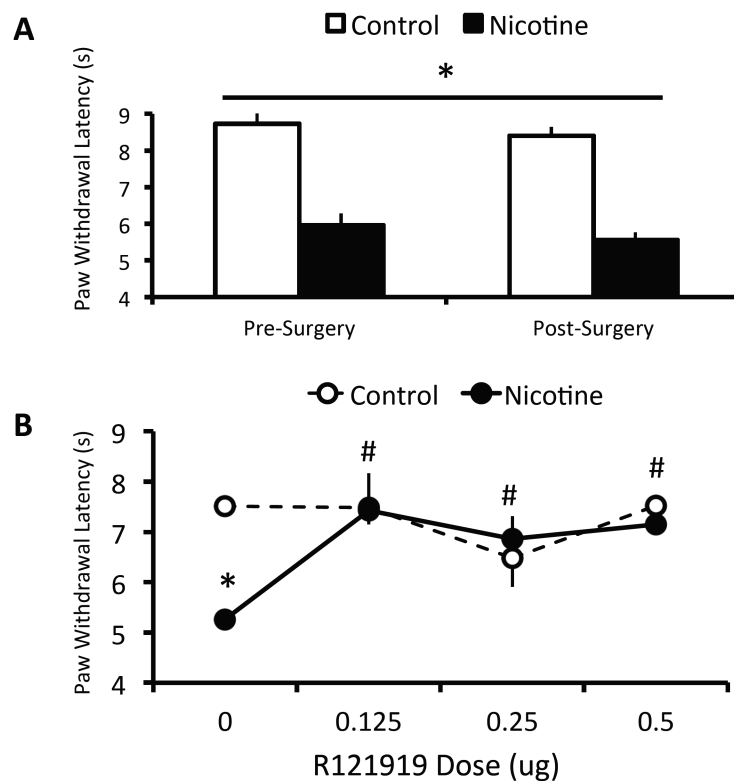 A
Control Nicotine
*
Paw Withdrawal Latency (s)
9
8
7
6
5
4
Pre-Surgery Post-Surgery
B
Control Nicotine
Paw Withdrawal Latency (s)
9
8
7
6
5
4
# # #
*
0 0.125 0.25 0.5
R121919 Dose (ug)